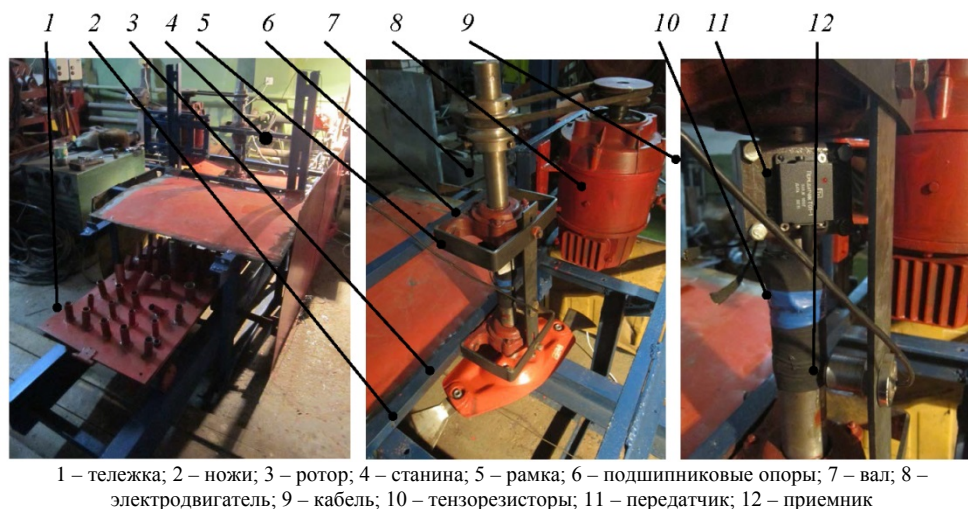 1 2 3 4 5 6 7 8 9 10 11 12
1 – тележка; 2 – ножи; 3 – ротор; 4 – станина; 5 – рамка; 6 – подшипниковые опоры; 7 – вал; 8 –
электродвигатель; 9 – кабель; 10 – тензорезисторы; 11 – передатчик; 12 – приемник